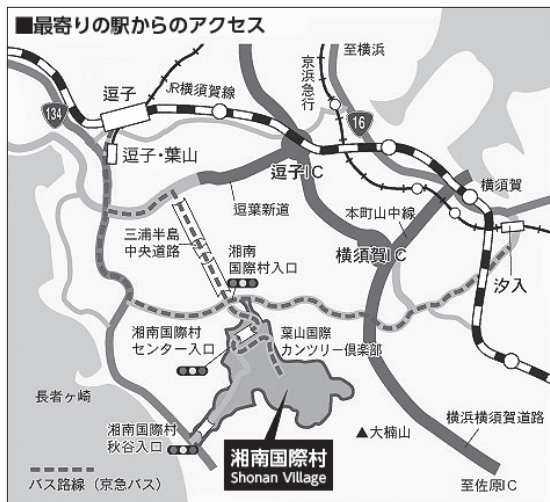 ■最寄りの駅からのアクセス
至横浜
京浜急行
JR横須賀線
134
逗子
16
逗子・葉山
逗子IC
横須賀
逗葉新道
本町山中線
三浦半島
中央道路
湘南
国際村入口
横須賀IC
汐入
湘南国際村
センター入口
葉山国際
カンツリー倶楽部
長者ヶ崎
湘南国際村
秋谷入口
▲大楠山
横浜横須賀道路
湘南国際村
Shonan Village
バス路線（京急バス）
至佐原IC